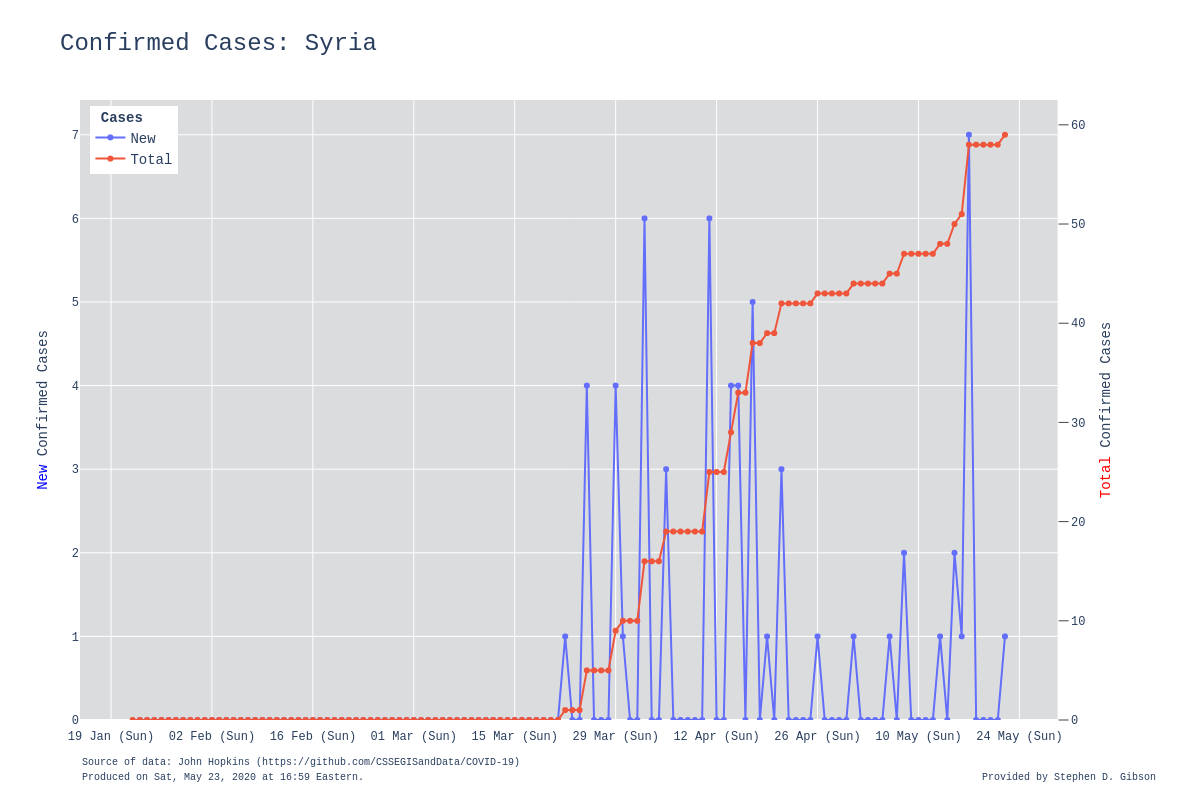 Confirmed Cases: Syria
Cases
New
Total
7
6
5
4
3
2
1
0
60
50
40
30
20
10
0
New Confirmed Cases
Total Confirmed Cases
19 Jan (Sun) 02 Feb (Sun) 16 Feb (Sun) 01 Mar (Sun) 15 Mar (Sun) 29 Mar (Sun) 12 Apr (Sun) 26 Apr (Sun) 10 May (Sun) 24 May (Sun)
Source of data: John Hopkins (https://github.com/CSSEGISandData/COVID-19)
Produced on Sat, May 23, 2020 at 16:59 Eastern.
Provided by Stephen D. Gibson